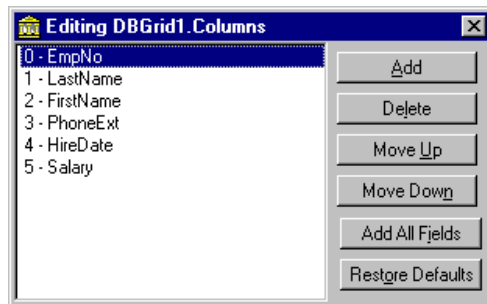 Editing DBGrid1.Columns
0 - EmpNo
1 - LastName
2 - FirstName
3 - PhoneExt
4 - HireDate
5 - Salary
Add
Delete
Move Up
Move Down
Add All Fields
Restore Defaults